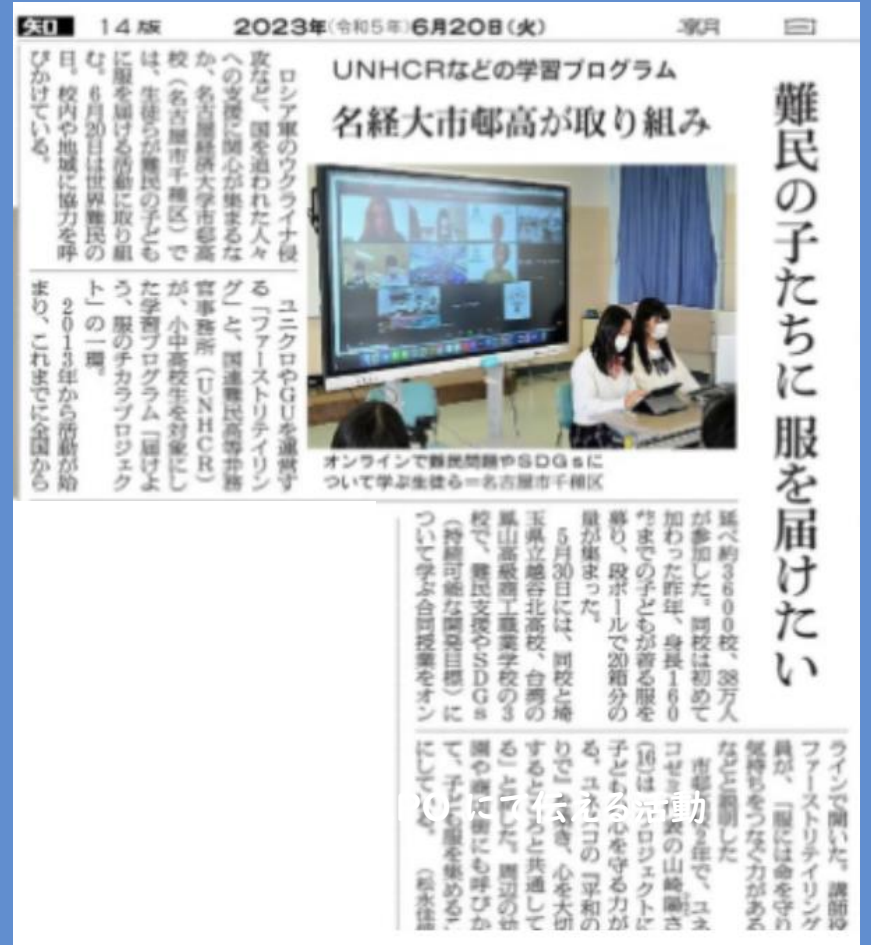 知 14版 2023年(令和5年)6月20日(火) 朝日
難民の子たちに 服を届けたい
UNHCRなどの学習プログラム
名経大市邨高が取り組み
ロシア軍のウクライナ侵
攻など、国を追われた人々
への支援に関心が集まるな
か、名古屋経済大学市邨高
校(名古屋市千種区)で
は、生徒らが難民の子ども
に服を届ける活動に取り組
む。6月20日は世界難民の
日。校内や地域に協力を呼
びかけている。
ユニクロやGUを運営す
る「ファーストリテイリン
グ」と、国連難民高等弁務
官事務所(UNHCR)
が、小中高校生を対象にし
た学習プログラム「届けよ
う、服のチカラプロジェク
ト」の一環。
2013年から活動が始
まり、これまでに全国から
オンラインで難民問題やSDGsに
ついて学ぶ生徒ら=名古屋市千種区
延べ約3600校、38万人
が参加した。同校は初めて
加わった昨年、身長160
㌢までの子どもが着る服を
募り、段ボールで20箱分の
量が集まった。
5月30日には、同校と埼
玉県立越谷北高校、台湾の
鳳山高級商工職業学校の3
校で、難民支援やSDGs
(持続可能な開発目標)に
ついて学ぶ合同授業をオン
ラインで開いた。講師役
ファーストリテイリング
員が、「服には命を守り
気持ちをつなぐ力がある
などと説明した
市邨 2年で、ユネ
コゼミ 表の山崎陽さ
(16)は ロジェクトに
子ども 心を守る力が
る。ユネスコの『平和の
りで』 き、心を大切
するところと共通して
る」と した。周辺の幼
園や商店街にも呼びか
て、子ども服を集めるこ
にしてる。 (松永佳
にて伝える活動